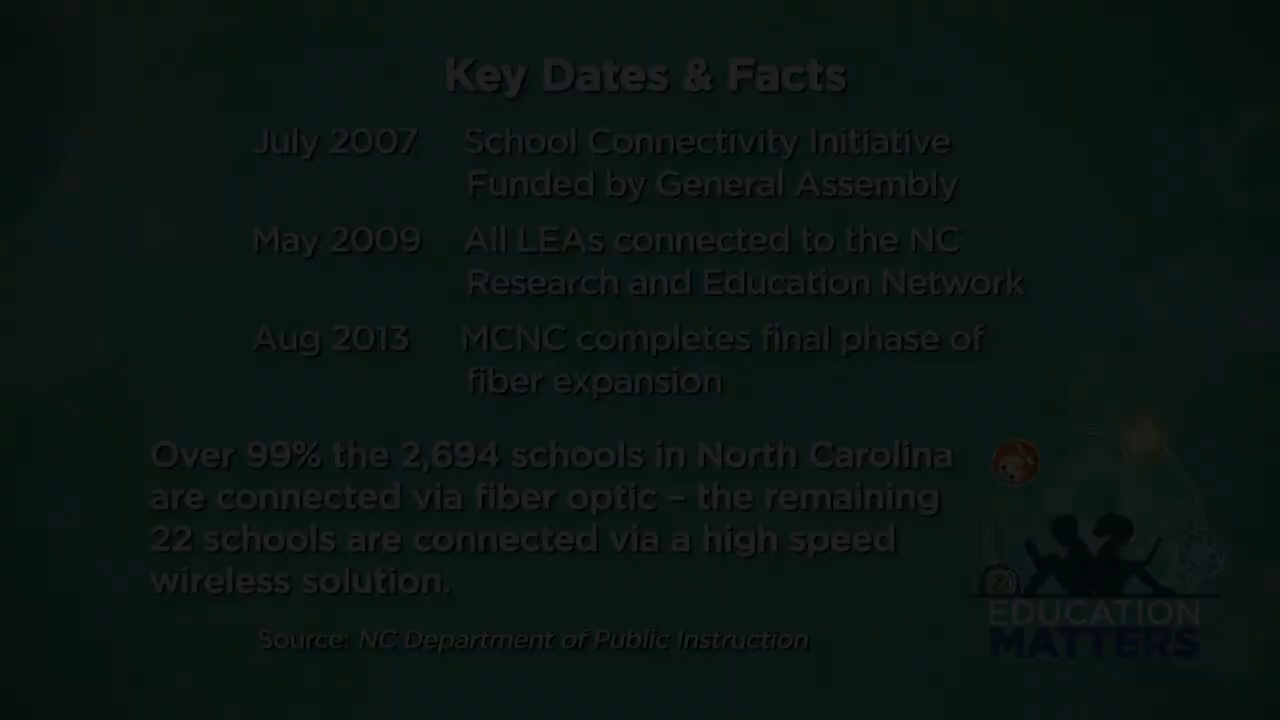 Key Dates & Facts
July 2007 School Connectivity Initiative
Funded by General Assembly
May 2009 All LEAs connected to the NC
Research and Education Network
Aug 2013 MCNC completes final phase of
fiber expansion
Over 99% the 2,694 schools in North Carolina
are connected via fiber optic – the remaining
22 schools are connected via a high speed
wireless solution.
Source: NC Department of Public Instruction
EDUCATION
MATTERS